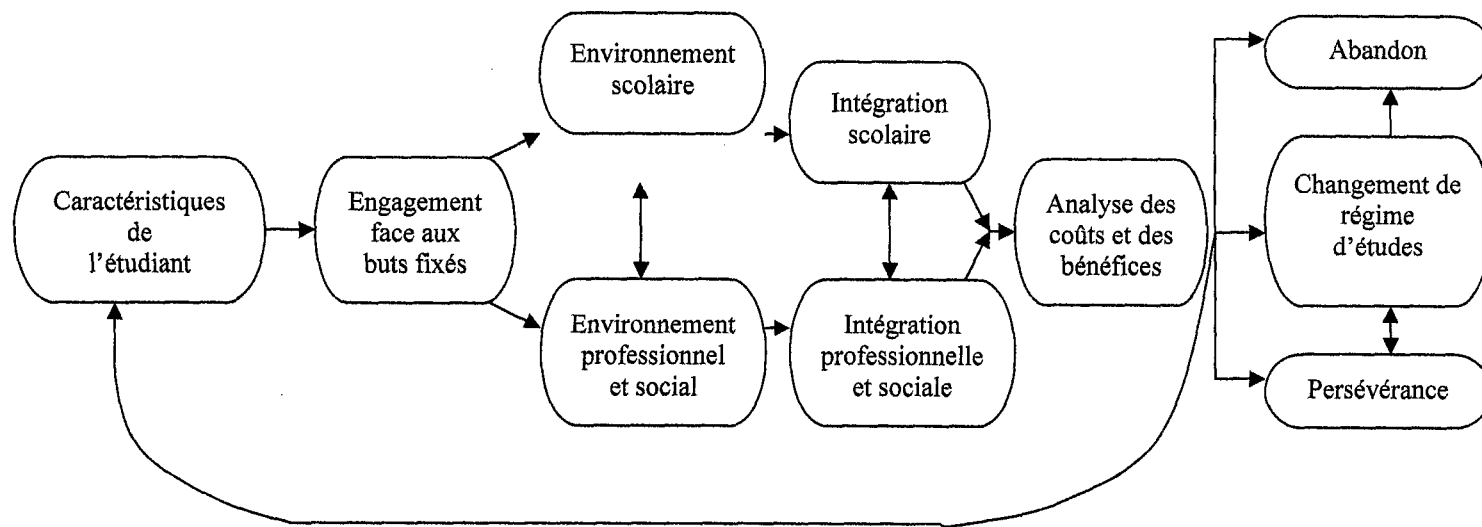 Caractéristiques
de
l'étudiant
Engagement
face aux
buts fixés
Environnement
scolaire
Environnement
professionnel
et social
Intégration
scolaire
Intégration
professionnelle
et sociale
Analyse des
coûts et des
bénéfices
Abandon
Changement de
régime
d'études
Persévérance